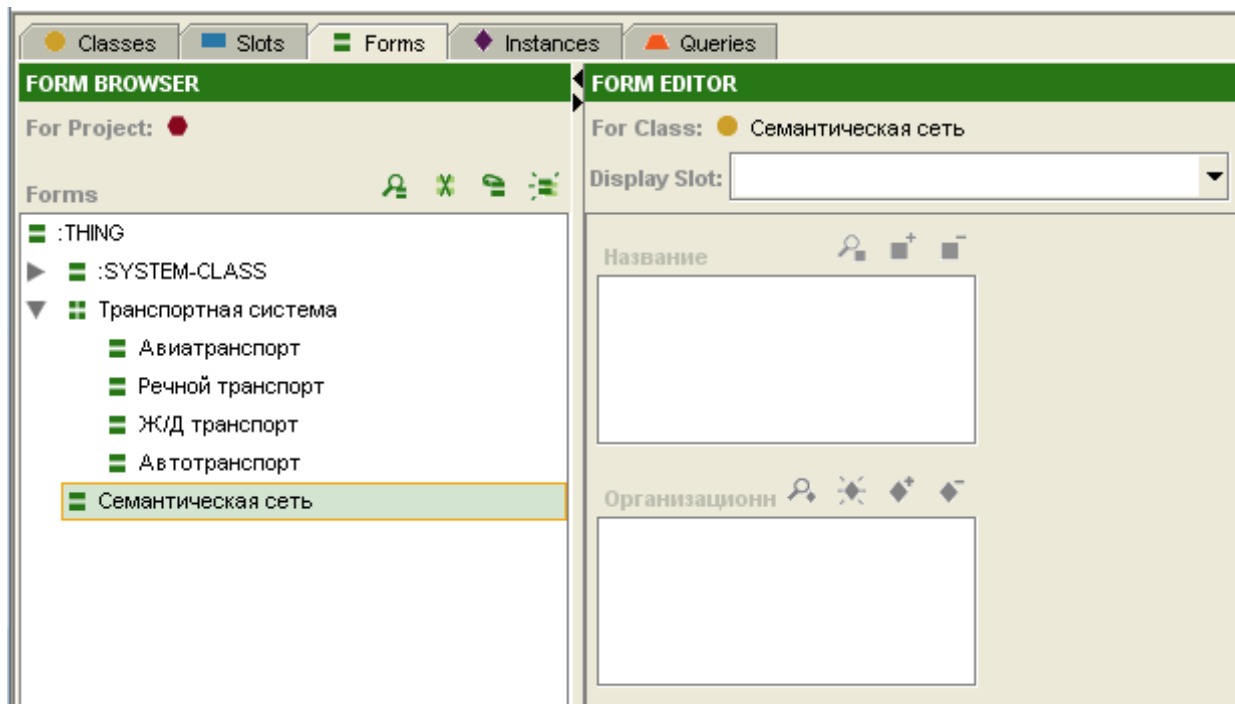 Classes Slots Forms Instances Queries
FORM BROWSER
For Project:
Forms
:THING
:SYSTEM-CLASS
Транспортная система
Авиатранспорт
Речной транспорт
Ж/Д транспорт
Автотранспорт
Семантическая сеть
FORM EDITOR
For Class: Семантическая сеть
Display Slot:
Название
Организационн